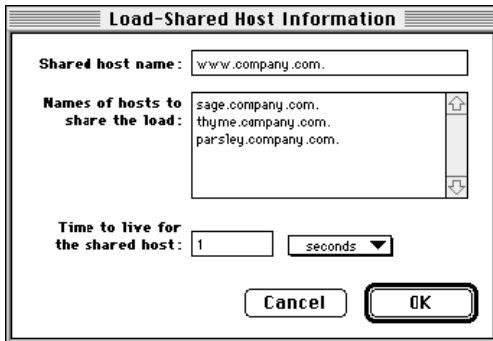 Load-Shared Host Information
Shared host name: www.company.com.
Names of hosts to share the load:
sage.company.com.
thyme.company.com.
parsley.company.com.
Time to live for
the shared host: 1 seconds
Cancel OK